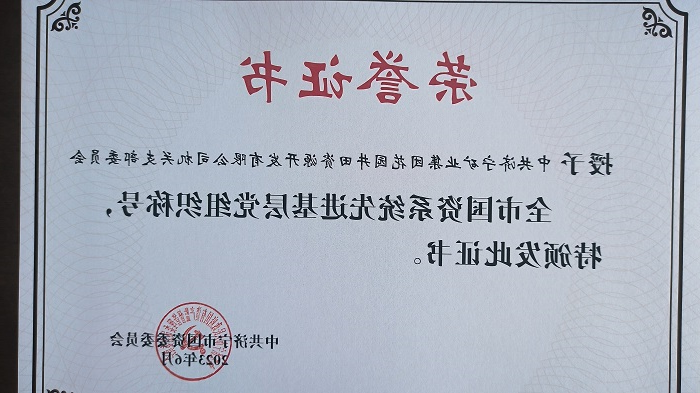 荣誉证书
授予 中共济宁矿业集团花园井田资源开发有限公司机关支部委员会
全市国资系统先进基层党组织称号，
特颁发此证书。
中共济宁市国资委委员会
2023年6月